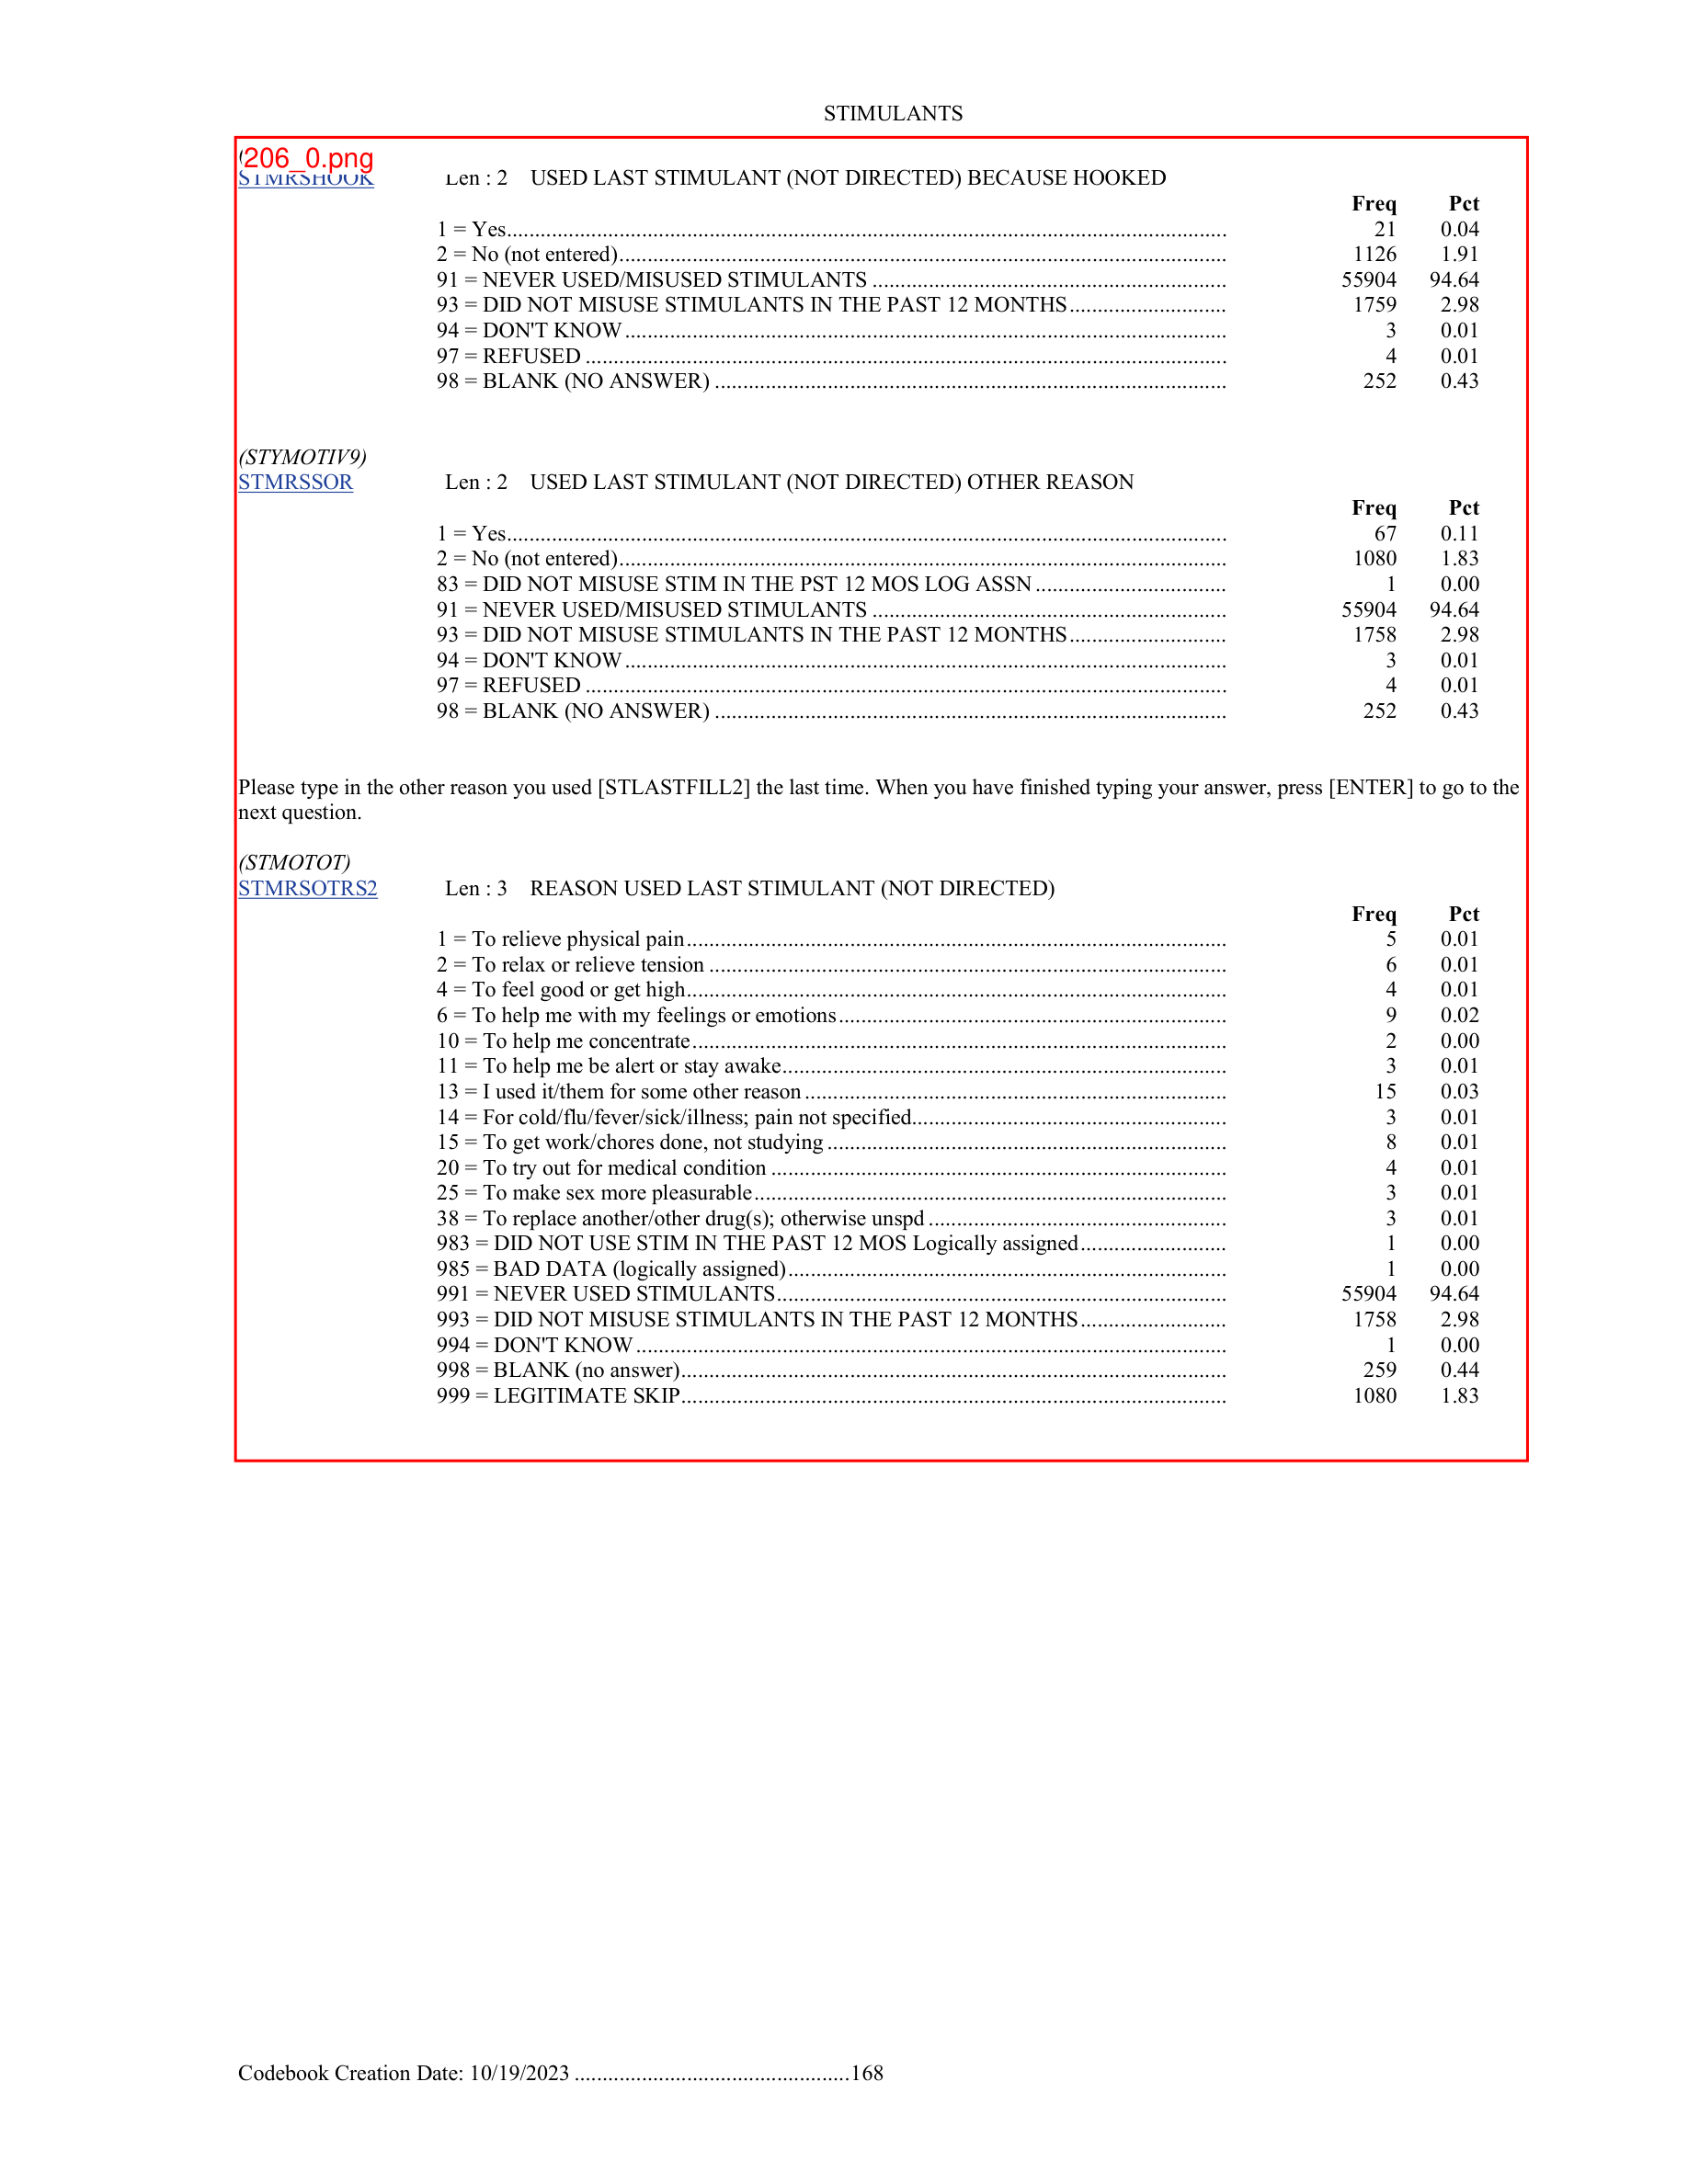 STIMULANTS
(206_0.png
STMRSHOOK Len : 2 USED LAST STIMULANT (NOT DIRECTED) BECAUSE HOOKED
Freq Pct
1 = Yes................................................................ 21 0.04
2 = No (not entered)................................................................ 1126 1.91
91 = NEVER USED/MISUSED STIMULANTS ................................................................ 55904 94.64
93 = DID NOT MISUSE STIMULANTS IN THE PAST 12 MONTHS............................ 1759 2.98
94 = DON'T KNOW ................................................................ 3 0.01
97 = REFUSED ................................................................ 4 0.01
98 = BLANK (NO ANSWER) ................................................................ 252 0.43
(STYMOTIV9)
STMRSSOR Len : 2 USED LAST STIMULANT (NOT DIRECTED) OTHER REASON
Freq Pct
1 = Yes................................................................ 67 0.11
2 = No (not entered)................................................................ 1080 1.83
83 = DID NOT MISUSE STIM IN THE PST 12 MOS LOG ASSN .................................. 1 0.00
91 = NEVER USED/MISUSED STIMULANTS ................................................................ 55904 94.64
93 = DID NOT MISUSE STIMULANTS IN THE PAST 12 MONTHS............................ 1758 2.98
94 = DON'T KNOW ................................................................ 3 0.01
97 = REFUSED ................................................................ 4 0.01
98 = BLANK (NO ANSWER) ................................................................ 252 0.43
Please type in the other reason you used [STLASTFILL2] the last time. When you have finished typing your answer, press [ENTER] to go to the
next question.
(STMOTOT)
STMRSOTRS2 Len : 3 REASON USED LAST STIMULANT (NOT DIRECTED)
Freq Pct
1 = To relieve physical pain................................................................ 5 0.01
2 = To relax or relieve tension ................................................................ 6 0.01
4 = To feel good or get high................................................................ 4 0.01
6 = To help me with my feelings or emotions................................................................ 9 0.02
10 = To help me concentrate................................................................ 2 0.00
11 = To help me be alert or stay awake................................................................ 3 0.01
13 = I used it/them for some other reason ................................................................ 15 0.03
14 = For cold/flu/fever/sick/illness; pain not specified........................................................ 3 0.01
15 = To get work/chores done, not studying ................................................................ 8 0.01
20 = To try out for medical condition ................................................................ 4 0.01
25 = To make sex more pleasurable................................................................ 3 0.01
38 = To replace another/other drug(s); otherwise unspd ..................................................... 3 0.01
983 = DID NOT USE STIM IN THE PAST 12 MOS Logically assigned.......................... 1 0.00
985 = BAD DATA (logically assigned)................................................................ 1 0.00
991 = NEVER USED STIMULANTS................................................................ 55904 94.64
993 = DID NOT MISUSE STIMULANTS IN THE PAST 12 MONTHS.......................... 1758 2.98
994 = DON'T KNOW ................................................................ 1 0.00
998 = BLANK (no answer)................................................................ 259 0.44
999 = LEGITIMATE SKIP................................................................ 1080 1.83
Codebook Creation Date: 10/19/2023 .................................................168